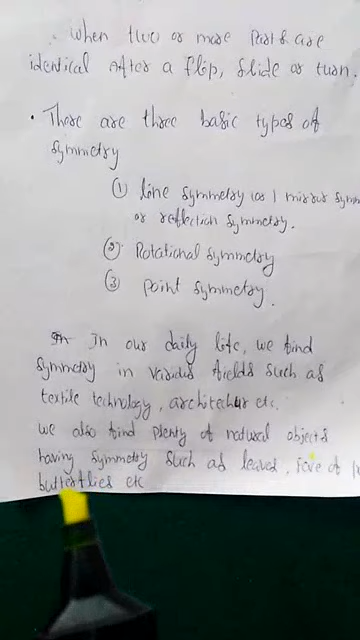 When two or more parts are
identical after a flip, slide or turn.
• There are three basic types of
symmetry
① line symmetry (or) mirror symm
or reflection symmetry.
② Rotational symmetry
③ point symmetry.
In our daily life, we find
symmetry in various fields such as
textile technology, architechur etc.
we also find plenty of natural objects
having symmetry such as leaves, of
butterflies etc